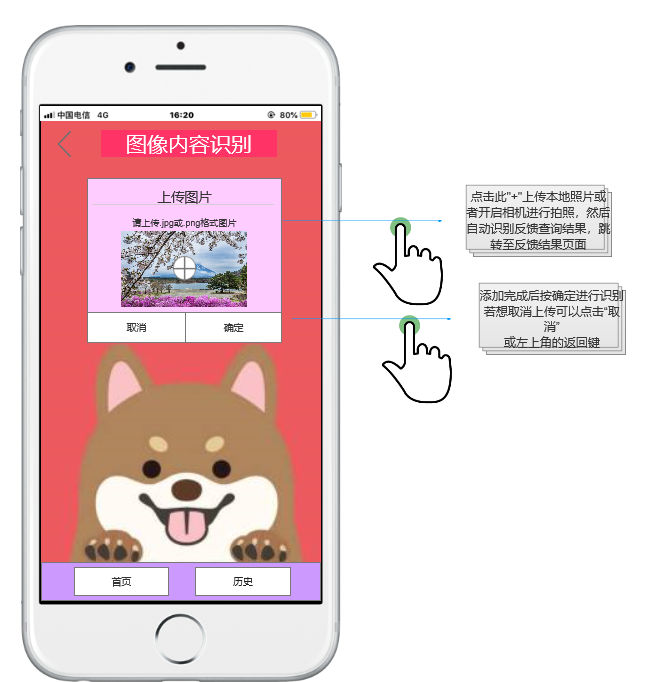 中国电信 4G 16:20 80%
图像内容识别
上传图片
请上传.jpg或.png格式图片
取消 确定
首页 历史
点击此"+"上传本地照片或
者开启相机进行拍照，然后
自动识别反馈查询结果，跳
转至反馈结果页面
添加完成后按确定进行识别
若想取消上传可以点击"取
消"
或左上角的返回键